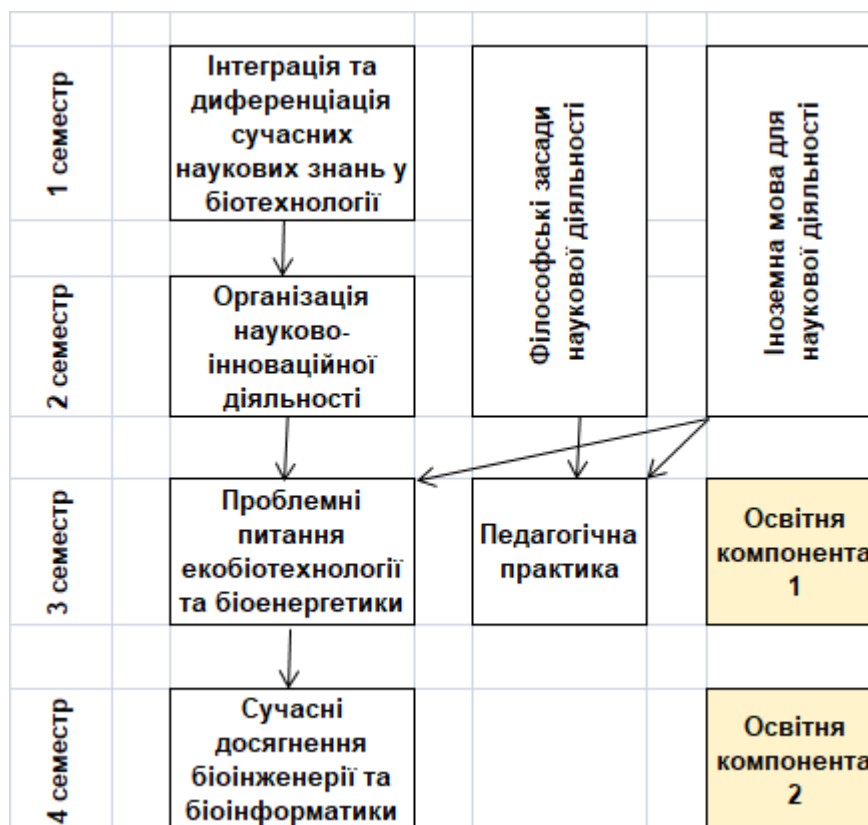 1 семестр
Інтеграція та
диференціація
сучасних
наукових знань у
біотехнології
Філософські засади
наукової діяльності
Іноземна мова для
наукової діяльності
2 семестр
Організація
науково-
інноваційної
діяльності
3 семестр
Проблемні
питання
екобіотехнології
та біоенергетики
Педагогічна
практика
Освітня
компонента
1
4 семестр
Сучасні
досягнення
біоінженерії та
біоінформатики
Освітня
компонента
2